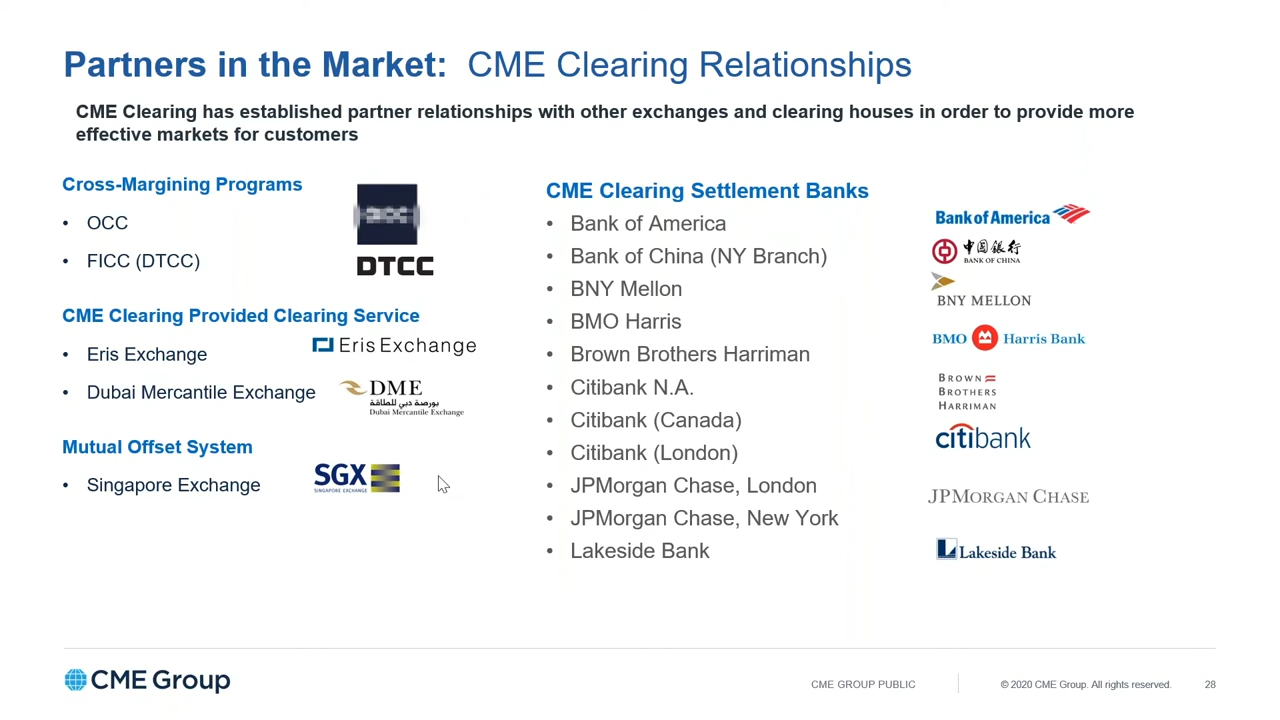 Partners in the Market: CME Clearing Relationships
CME Clearing has established partner relationships with other exchanges and clearing houses in order to provide more
effective markets for customers
Cross-Margining Programs
• OCC
• FICC (DTCC)
OCC
DTCC
CME Clearing Provided Clearing Service
• Eris Exchange
Eris Exchange
• Dubai Mercantile Exchange
DME
بورصة دبي للطاقة
Dubai Mercantile Exchange
Mutual Offset System
• Singapore Exchange
SGX
SINGAPORE EXCHANGE
CME Clearing Settlement Banks
• Bank of America
• Bank of China (NY Branch)
• BNY Mellon
• BMO Harris
• Brown Brothers Harriman
• Citibank N.A.
• Citibank (Canada)
• Citibank (London)
• JPMorgan Chase, London
• JPMorgan Chase, New York
• Lakeside Bank
Bank of America
中国银行
BANK OF CHINA
BNY MELLON
BMO Harris Bank
BROWN
BROTHERS
HARRIMAN
citibank
JPMORGAN CHASE
Lakeside Bank
CME Group
CME GROUP PUBLIC
© 2020 CME Group. All rights reserved.
28